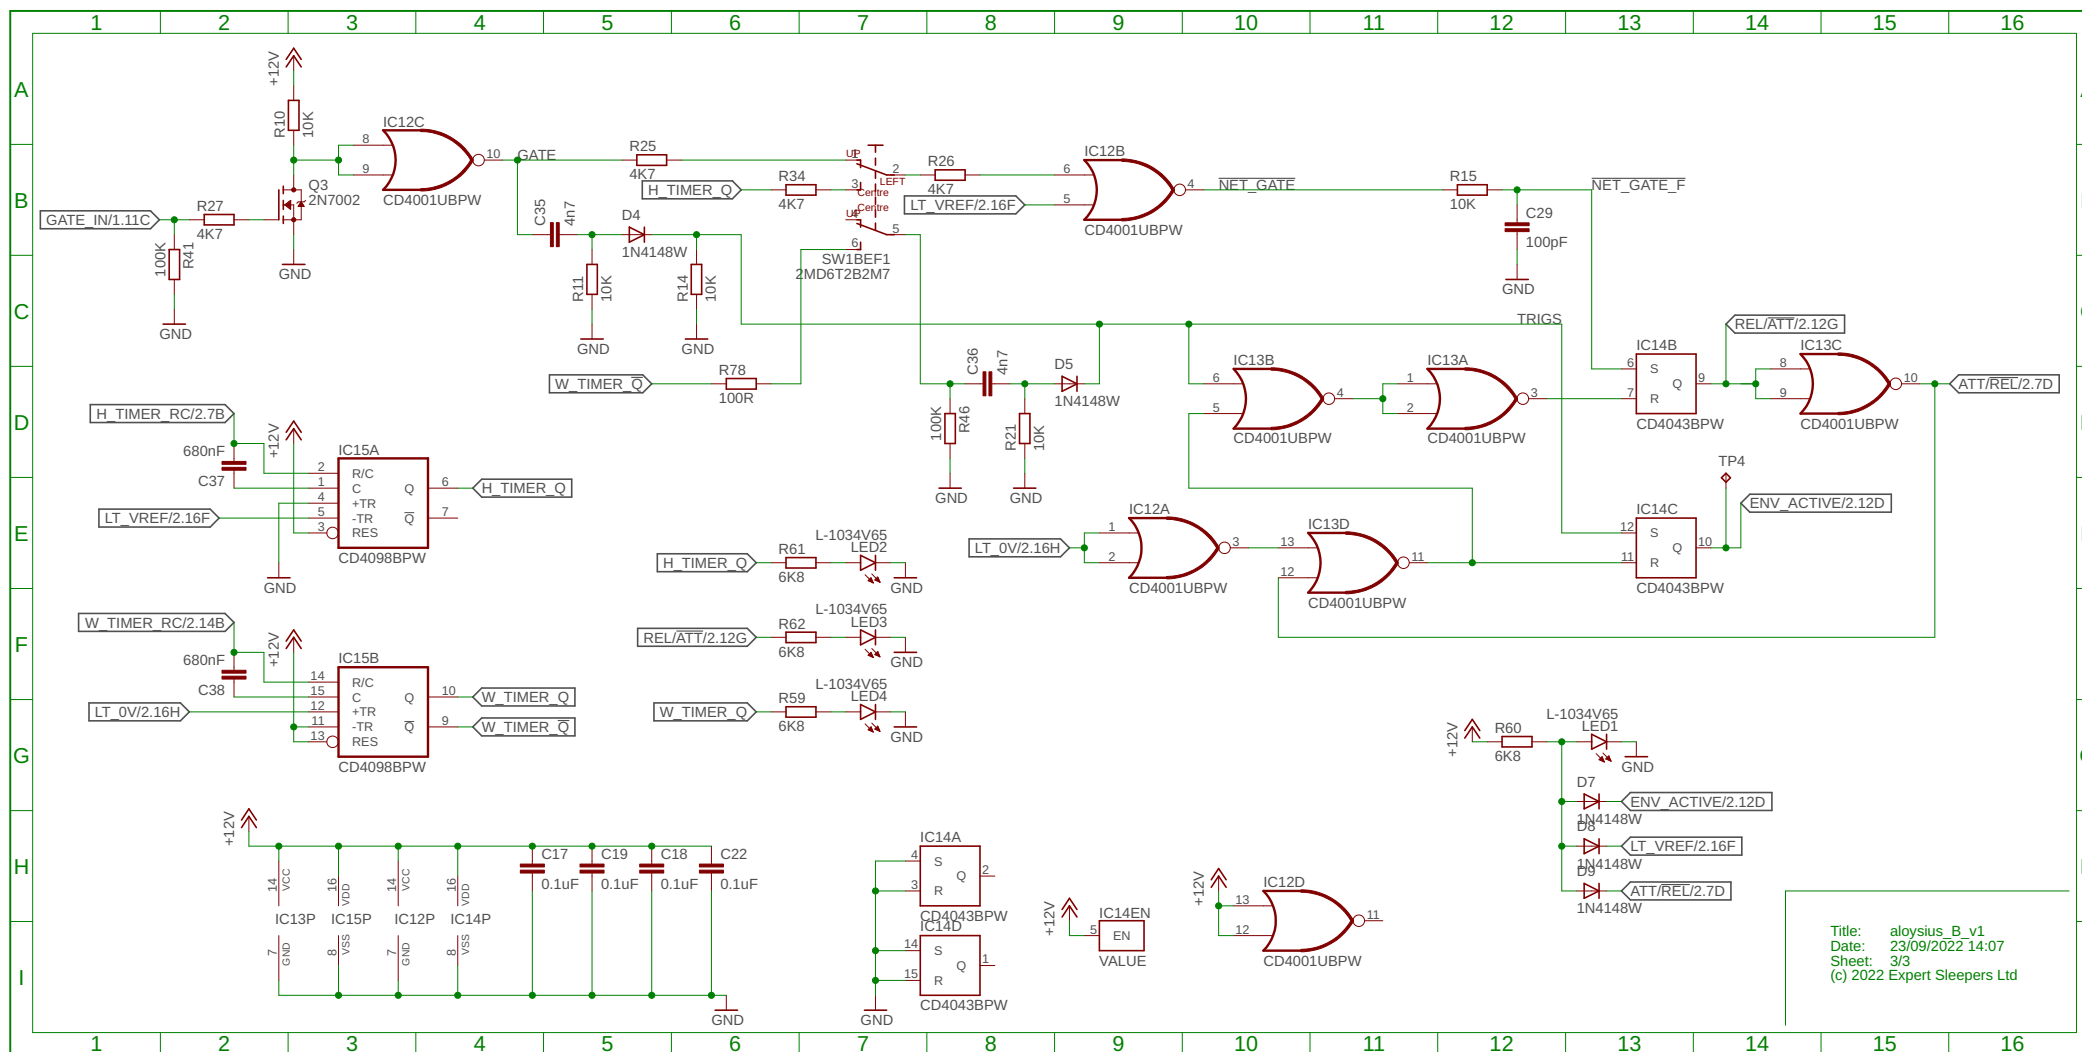 1 2 3 4 5 6 7 8 9 10 11 12 13 14 15 16
A
+12V
R10
10K
IC12C
8
9
10
CD4001UBPW
GATE
R25
4K7
UP
1
2
LEFT
H_TIMER_Q
R34
4K7
3
Centre
Centre
UP
4
5
6
SW1BEF1
2MD6T2B2M7
R26
4K7
LT_VREF/2.16F
IC12B
6
5
4
CD4001UBPW
NET_GATE
R15
10K
NET_GATE_F
C29
100pF
GND
B
GATE_IN/1.11C
R27
4K7
Q3
2N7002
100K
R41
GND
GND
C35
4n7
D4
1N4148W
R11
10K
GND
R14
10K
GND
C
TRIGS
W_TIMER_Q
R78
100R
C36
4n7
D5
1N4148W
100K
R46
GND
R21
10K
GND
IC13B
6
5
4
CD4001UBPW
IC13A
1
2
3
CD4001UBPW
IC14B
6
7
S
R
Q
9
CD4043BPW
REL/ATT/2.12G
IC13C
8
9
10
CD4001UBPW
ATT/REL/2.7D
D
H_TIMER_RC/2.7B
680nF
C37
+12V
IC15A
2
1
4
5
3
R/C
C
+TR
-TR
RES
Q
Q
6
7
CD4098BPW
H_TIMER_Q
LT_VREF/2.16F
GND
E
H_TIMER_Q
R61
6K8
L-1034V65
LED2
GND
LT_0V/2.16H
IC12A
1
2
3
CD4001UBPW
IC13D
13
12
11
CD4001UBPW
TP4
ENV_ACTIVE/2.12D
IC14C
12
11
S
R
Q
10
CD4043BPW
F
W_TIMER_RC/2.14B
680nF
C38
+12V
IC15B
14
15
12
11
13
R/C
C
+TR
-TR
RES
Q
Q
10
9
CD4098BPW
LT_0V/2.16H
W_TIMER_Q
W_TIMER_Q
REL/ATT/2.12G
R62
6K8
L-1034V65
LED3
GND
W_TIMER_Q
R59
6K8
L-1034V65
LED4
GND
G
+12V
R60
6K8
L-1034V65
LED1
GND
D7
1N4148W
ENV_ACTIVE/2.12D
D8
1N4148W
LT_VREF/2.16F
D9
1N4148W
ATT/REL/2.7D
H
+12V
14
VCC
IC13P
7
GND
16
VDD
IC15P
8
VSS
14
VCC
IC12P
7
GND
16
VDD
IC14P
8
VSS
C17
0.1uF
C19
0.1uF
C18
0.1uF
C22
0.1uF
GND
IC14A
4
3
S
R
Q
2
CD4043BPW
IC14D
14
15
S
R
Q
1
CD4043BPW
GND
+12V
IC14EN
5
EN
VALUE
+12V
IC12D
13
12
11
CD4001UBPW
I
Title: aloysius_B_v1
Date: 23/09/2022 14:07
Sheet: 3/3
(c) 2022 Expert Sleepers Ltd
1 2 3 4 5 6 7 8 9 10 11 12 13 14 15 16